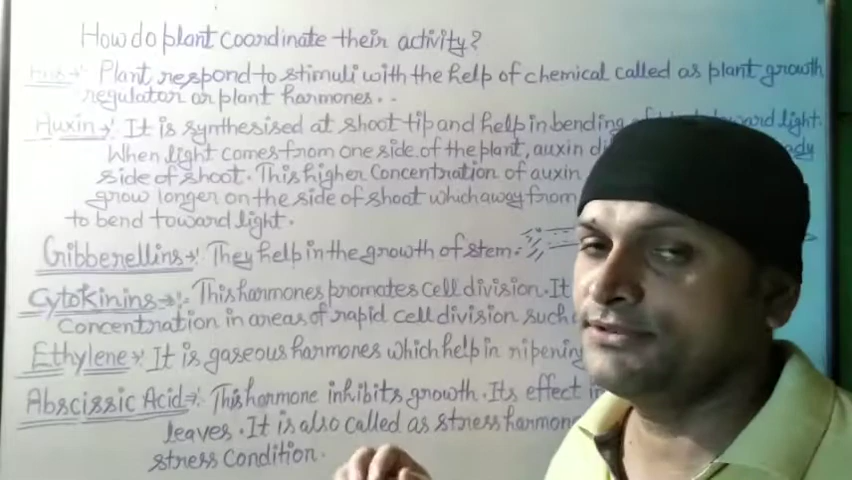 How do plant coordinate their activity?
Ans→ Plant respond to stimuli with the help of chemical called as plant growth
regulator or plant hormones..
Auxin→: It is synthesised at shoot tip and help in bending of toward light.
When light comes from one side of the plant, auxin
side of shoot. This higher concentration of auxin
grow longer on the side of shoot which away from
to bend toward light.
Gibberellins→: They help in the growth of stem.
Cytokinins→:- This hormones promotes cell division. It
Concentration in areas of rapid cell division such
Ethylene→: It is gaseous hormones which help in ripening
Abscissic Acid→: This hormone inhibits growth. Its effect
leaves. It is also called as stress hormone
stress condition.